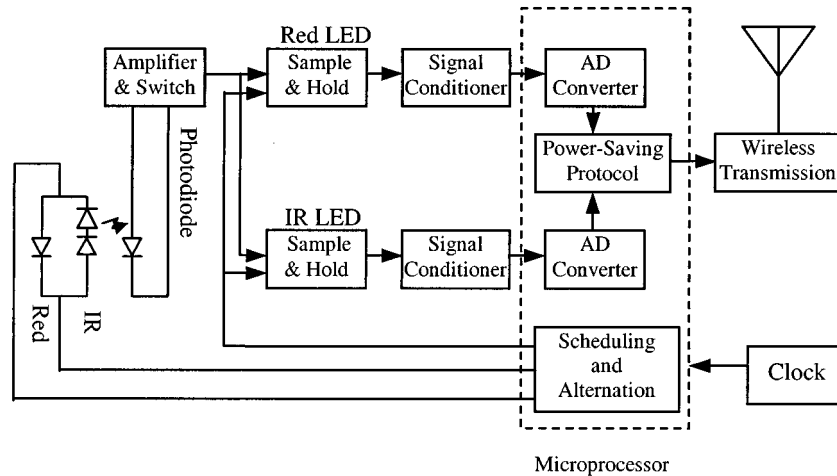 Red LED
Amplifier
& Switch
Sample
& Hold
Signal
Conditioner
AD
Converter
Photodiode
Power-Saving
Protocol
Wireless
Transmission
IR LED
Sample
& Hold
Signal
Conditioner
AD
Converter
Red
IR
Scheduling
and
Alternation
Clock
Microprocessor